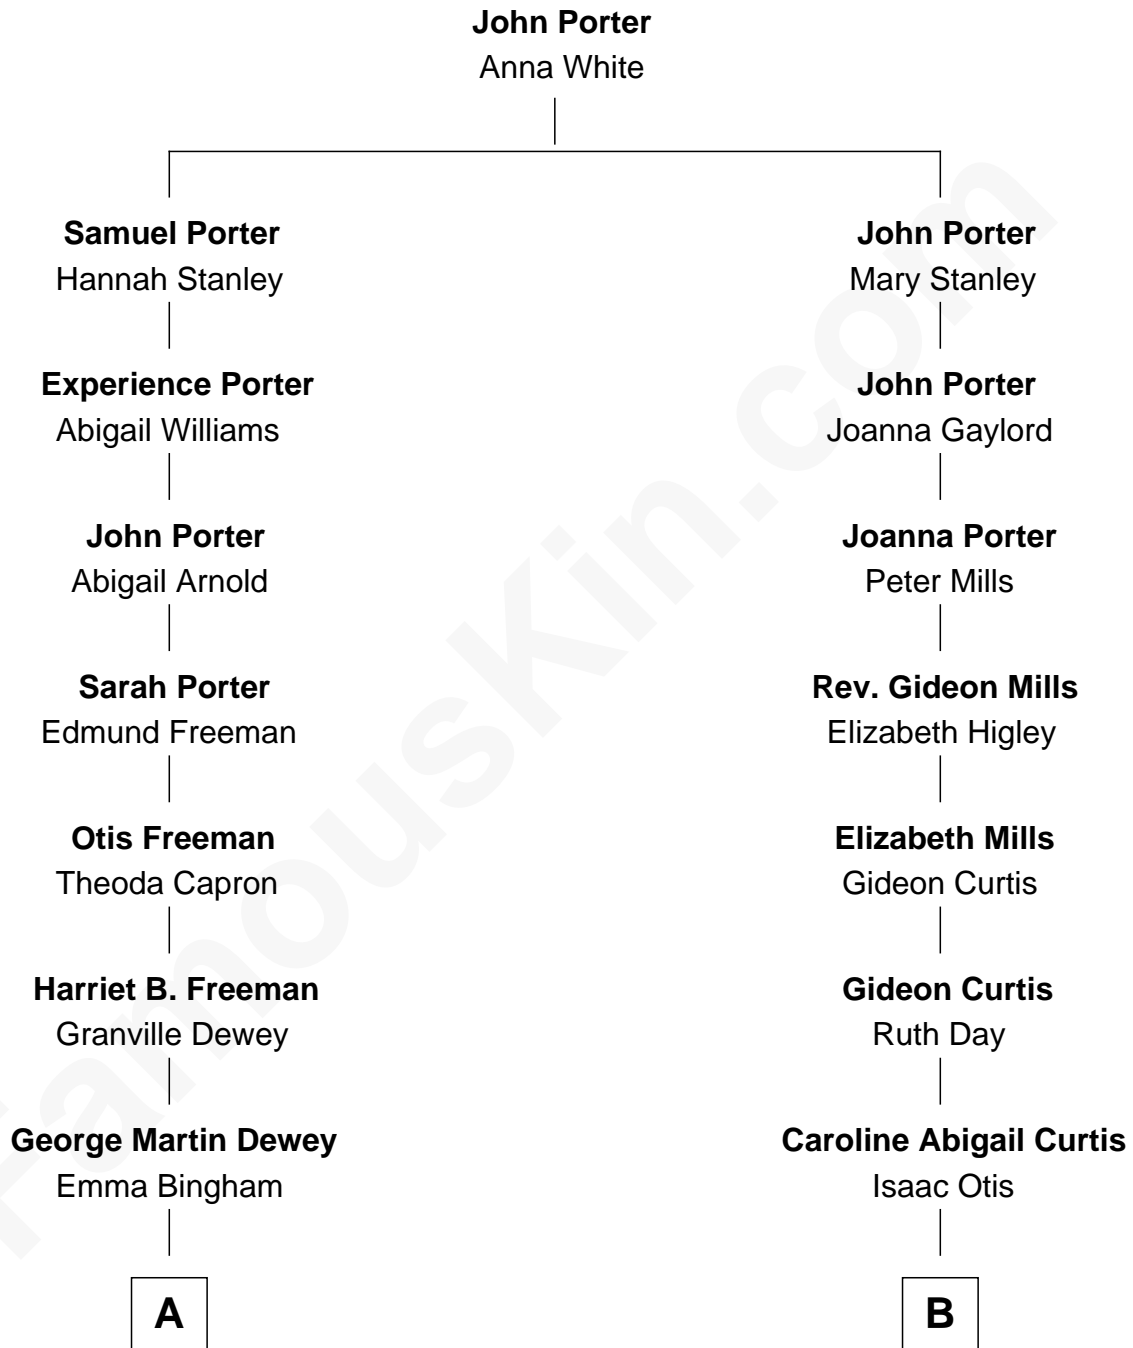 John Porter
Anna White
Samuel Porter
Hannah Stanley
John Porter
Mary Stanley
Experience Porter
Abigail Williams
John Porter
Joanna Gaylord
John Porter
Abigail Arnold
Joanna Porter
Peter Mills
Sarah Porter
Edmund Freeman
Rev. Gideon Mills
Elizabeth Higley
Otis Freeman
Theoda Capron
Elizabeth Mills
Gideon Curtis
Harriet B. Freeman
Granville Dewey
Gideon Curtis
Ruth Day
George Martin Dewey
Emma Bingham
Caroline Abigail Curtis
Isaac Otis
A
B
FamousKin.com